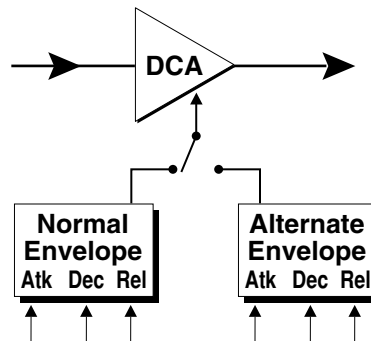 DCA
Normal
Envelope
Atk Dec Rel
Alternate
Envelope
Atk Dec Rel